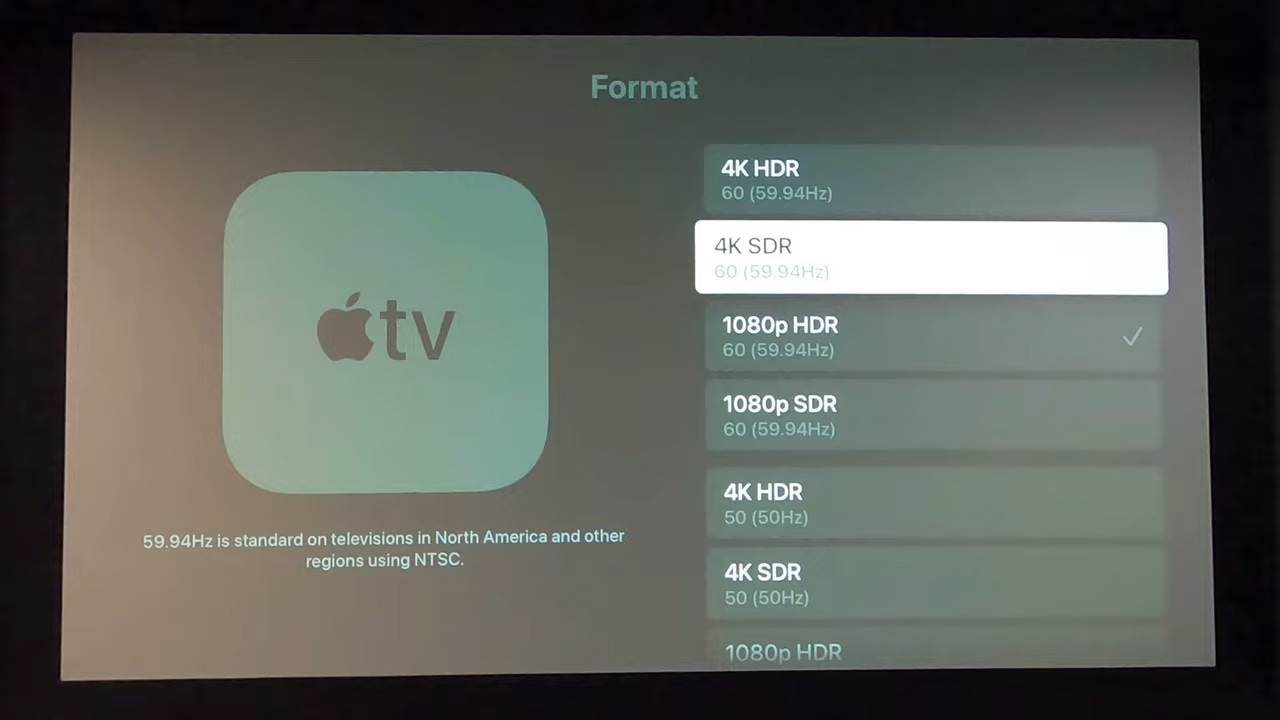 Format
tv
59.94Hz is standard on televisions in North America and other
regions using NTSC.
4K HDR
60 (59.94Hz)
4K SDR
60 (59.94Hz)
1080p HDR
60 (59.94Hz)
1080p SDR
60 (59.94Hz)
4K HDR
50 (50Hz)
4K SDR
50 (50Hz)
1080p HDR